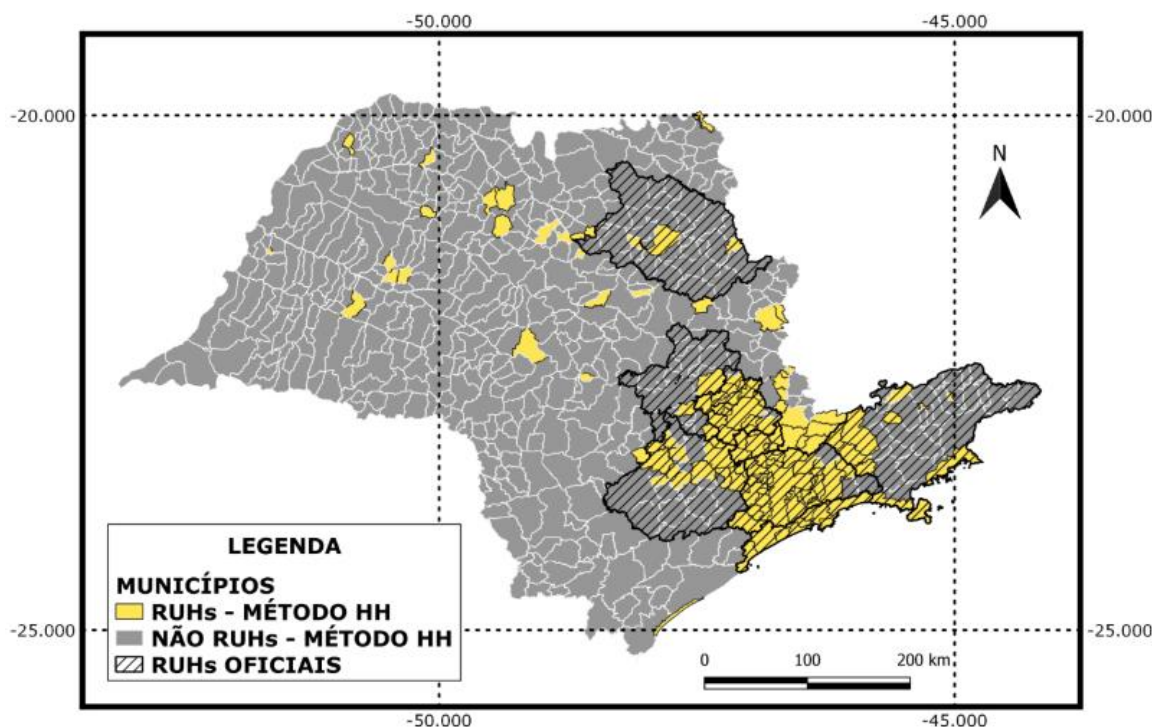 -50.000 -45.000
-20.000 -20.000
N
LEGENDA
MUNICÍPIOS
RUHs - MÉTODO HH
NÃO RUHs - MÉTODO HH
RUHs OFICIAIS
-25.000 -25.000
0 100 200 km
-50.000 -45.000